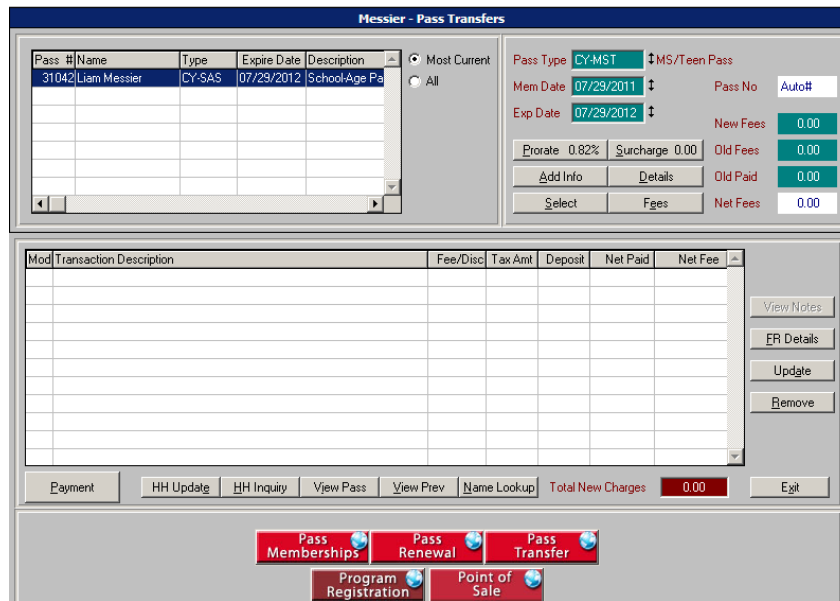 Messier - Pass Transfers
Pass # Name Type Expire Date Description
31042 Liam Messier CY-SAS 07/29/2012 School-Age Pa
Most Current
All
Pass Type CY-MST MS/Teen Pass
Mem Date 07/29/2011 Pass No Auto#
Exp Date 07/29/2012
New Fees 0.00
Prorate 0.82% Surcharge 0.00 Old Fees 0.00
Add Info Details Old Paid 0.00
Select Fees Net Fees 0.00
Mod Transaction Description Fee/Disc Tax Amt Deposit Net Paid Net Fee
View Notes
FR Details
Update
Remove
Payment HH Update HH Inquiry View Pass View Prev Name Lookup Total New Charges 0.00 Exit
Pass Memberships Pass Renewal Pass Transfer
Program Registration Point of Sale